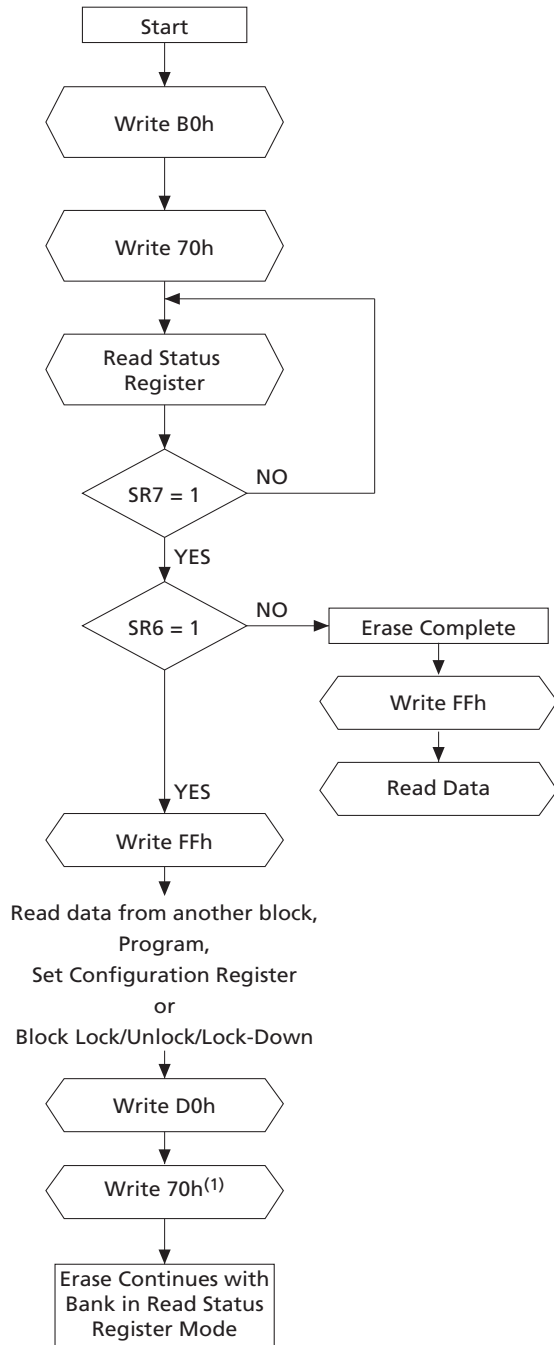 Start
Write B0h
Write 70h
Read Status
Register
SR7 = 1
NO
YES
SR6 = 1
NO
Erase Complete
Write FFh
Read Data
YES
Write FFh
Read data from another block,
Program,
Set Configuration Register
or
Block Lock/Unlock/Lock-Down
Write D0h
Write 70h(1)
Erase Continues with
Bank in Read Status
Register Mode